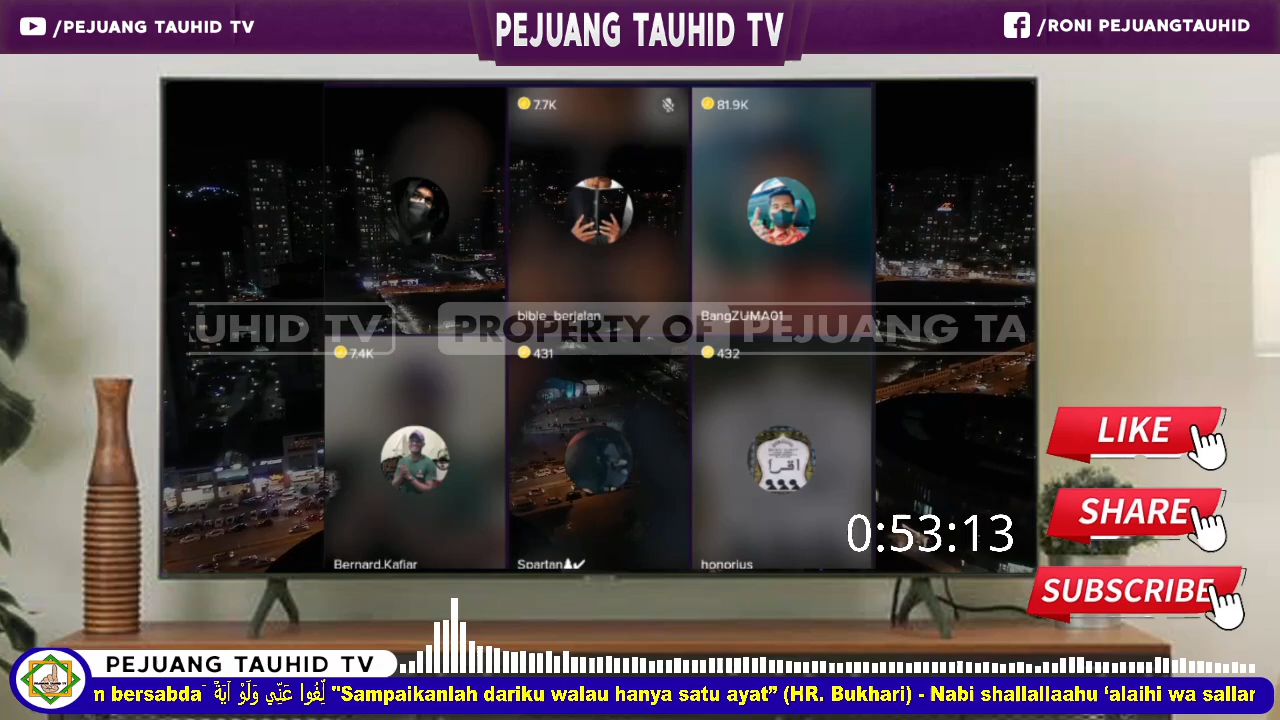 /PEJUANG TAUHID TV
PEJUANG TAUHID TV
/RONI PEJUANGTAUHID
7.7K
81.9K
bible_berjalan
BangZUMA01
UHID TV
PROPERTY OF PEJUANG TA
7.4K
431
432
اقرأ
Bernard.Kafiar
Spartan♟✔
honorius
0:53:13
LIKE
SHARE
SUBSCRIBE
PEJUANG TAUHID TV
m bersabda بَلِّغُوا عَنِّي وَلَوْ آيَةً "Sampaikanlah dariku walau hanya satu ayat” (HR. Bukhari) - Nabi shallallaahu ‘alaihi wa sallam